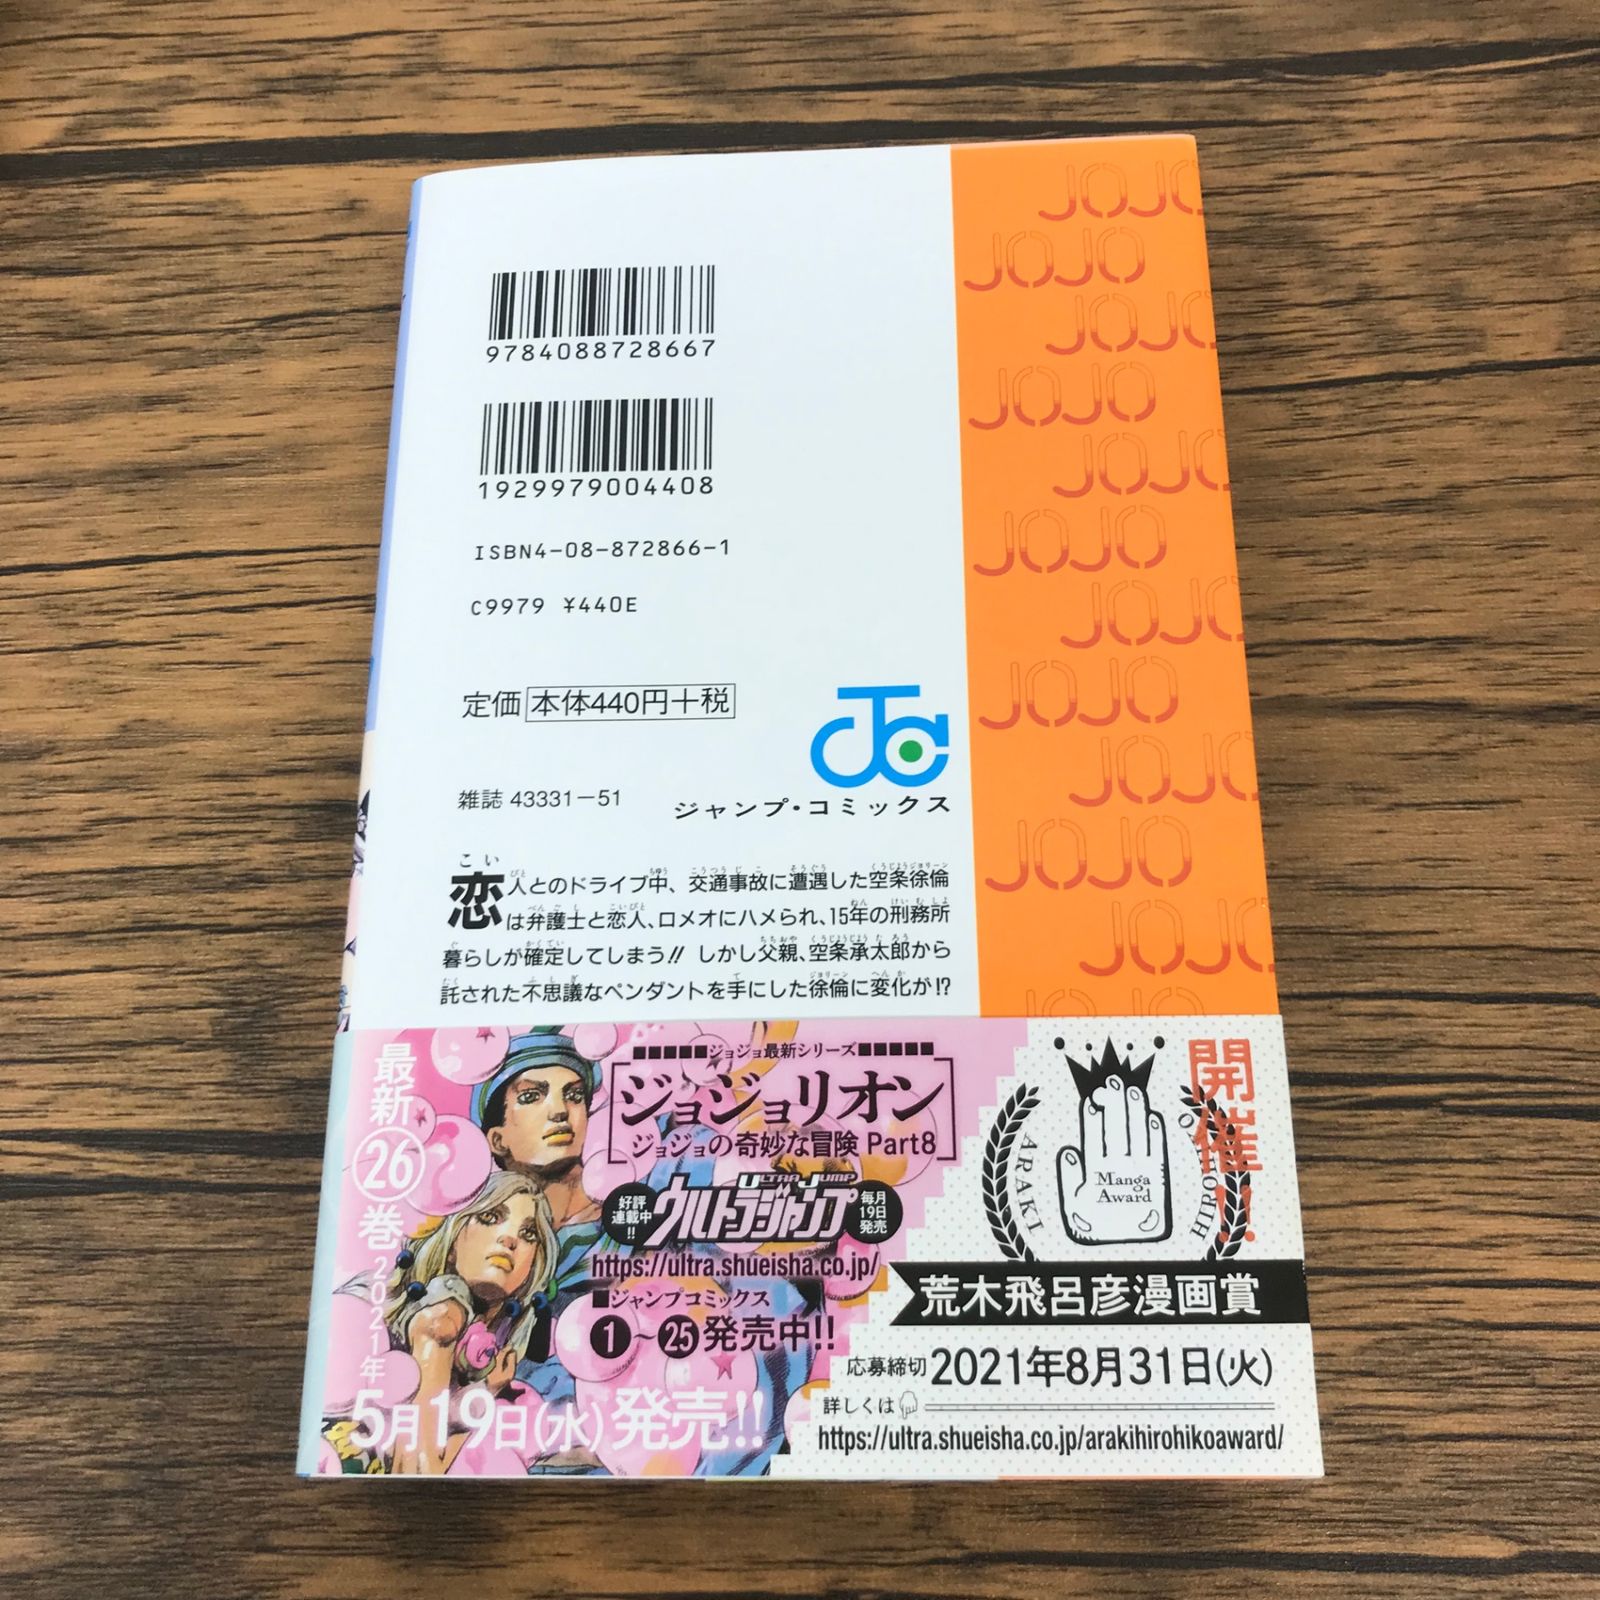 9784088728667
1929979004408
ISBN4-08-872866-1
C9979 ¥440E
定価 本体440円+税
雑誌 43331-51
ジャンプ・コミックス
恋人とのドライブ中、交通事故に遭遇した空条徐倫
は弁護士と恋人、ロメオにハメられ、15年の刑務所
暮らしが確定してしまう!! しかし父親、空条承太郎から
託された不思議なペンダントを手にした徐倫に変化が!?
JOJO
JOJO
JOJO
JOJO
JOJO
JOJO
JOJO
JOJO
JOJO
JOJO
JOJO
最新26巻 2021年
5月19日(水)発売!!
■■■■■ジョジョ最新シリーズ■■■■■
ジョジョリオン
ジョジョの奇妙な冒険 Part8
好評連載中!!
ULTRA JUMP
ウルトラジャンプ
毎月19日発売
https://ultra.shueisha.co.jp/
■ジャンプコミックス
1~25発売中!!
開催!!
ARAKI
HIROHIKO
Manga
Award
荒木飛呂彦漫画賞
応募締切 2021年8月31日(火)
詳しくは
https://ultra.shueisha.co.jp/arakihirohikoaward/